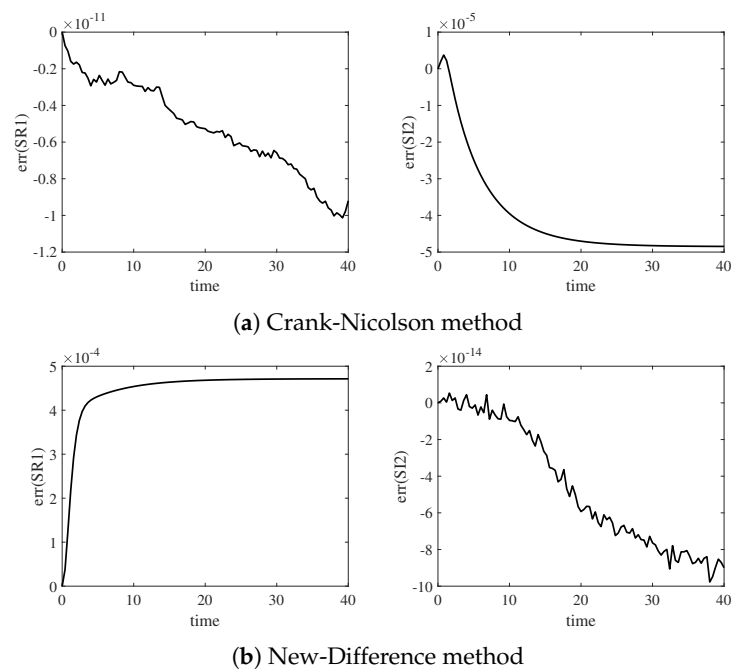 ×10⁻¹¹
0
-0.2
-0.4
-0.6
-0.8
-1
-1.2
err(SR1)
0 10 20 30 40
time
×10⁻⁵
1
0
-1
-2
-3
-4
-5
err(SI2)
0 10 20 30 40
time
(a) Crank-Nicolson method
×10⁻⁴
5
4
3
2
1
0
err(SR1)
0 10 20 30 40
time
×10⁻¹⁴
2
0
-2
-4
-6
-8
-10
err(SI2)
0 10 20 30 40
time
(b) New-Difference method